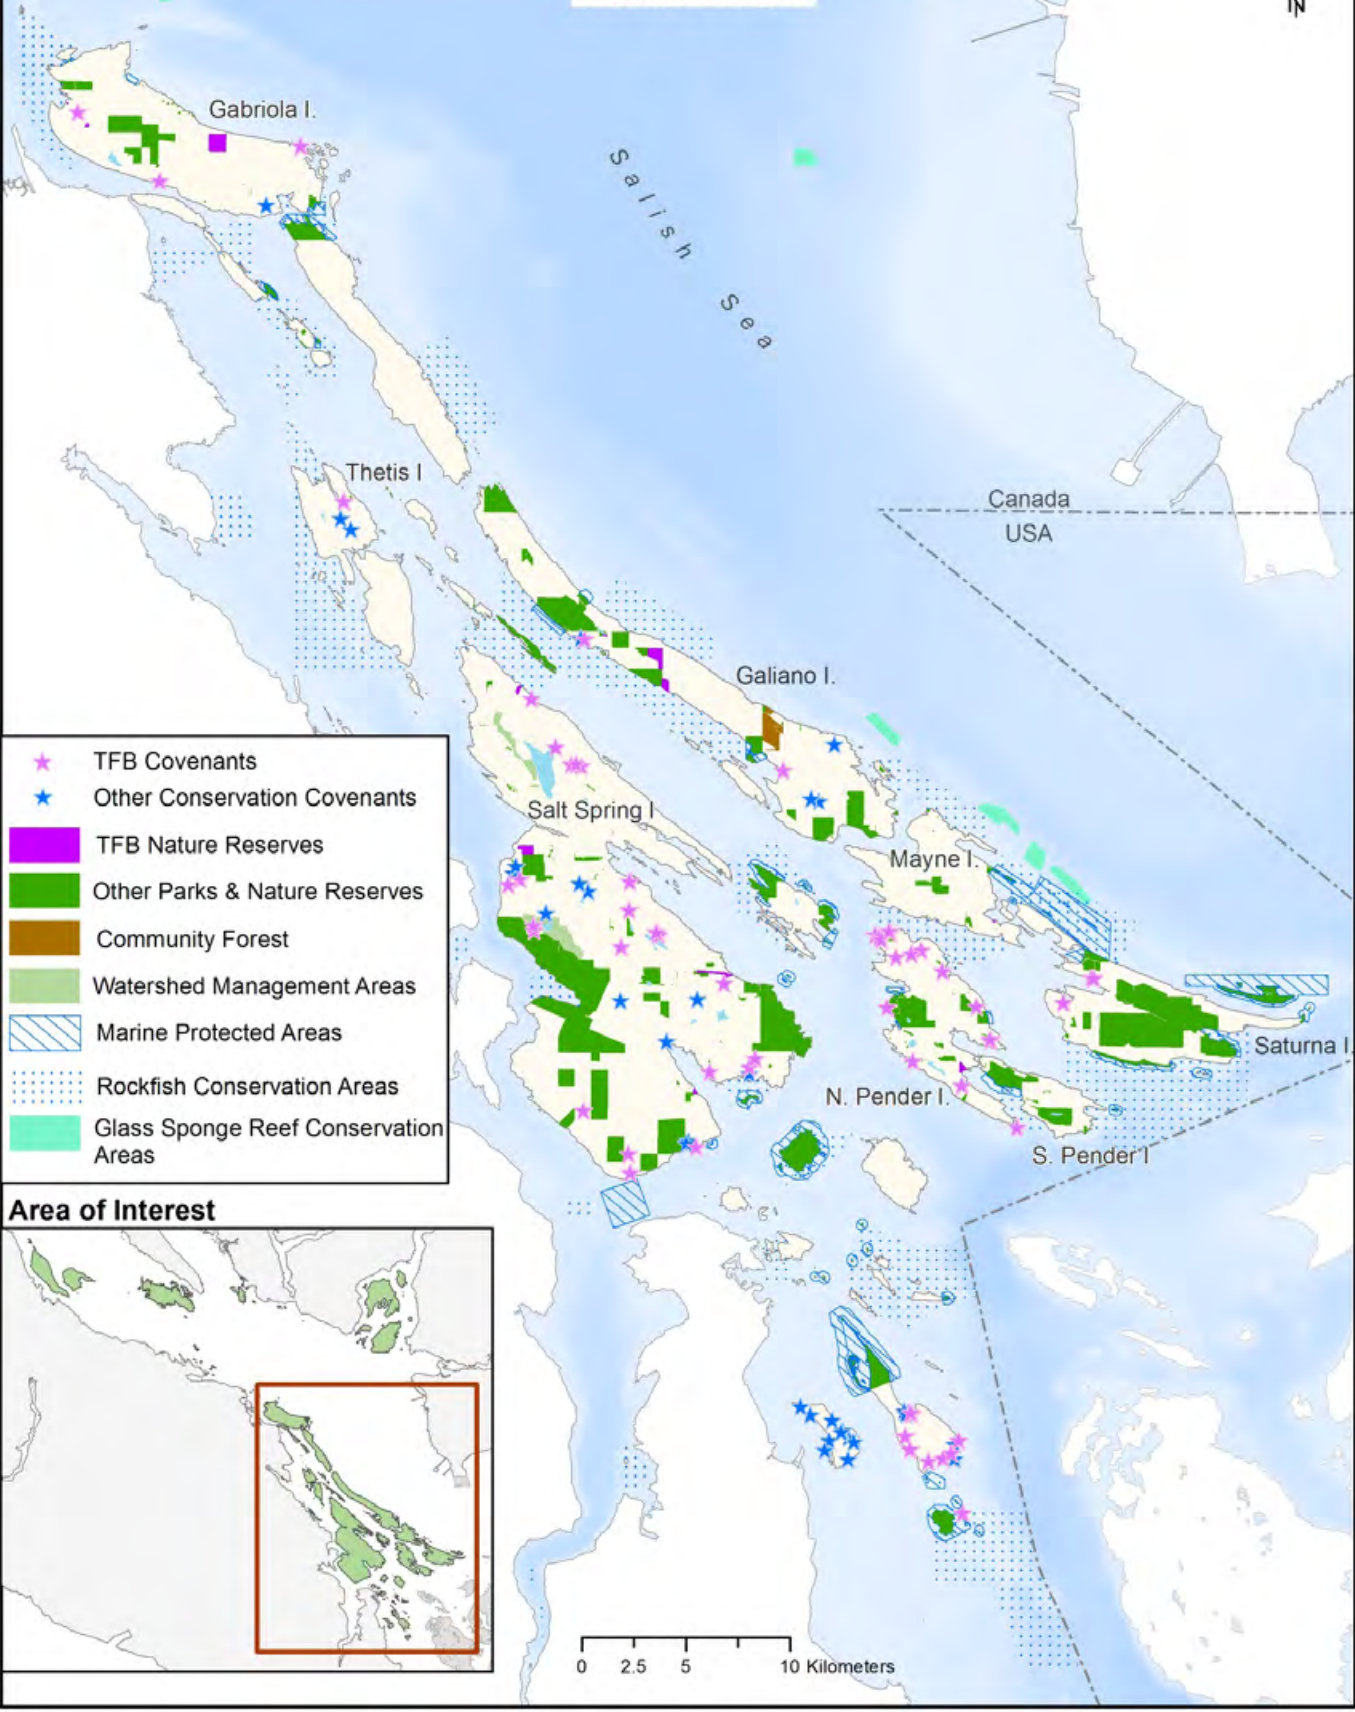 N
Gabriola I.
Salish Sea
Thetis I
Canada
USA
Galiano I.
Salt Spring I
Mayne I.
N. Pender I.
Saturna I.
S. Pender I
TFB Covenants
Other Conservation Covenants
TFB Nature Reserves
Other Parks & Nature Reserves
Community Forest
Watershed Management Areas
Marine Protected Areas
Rockfish Conservation Areas
Glass Sponge Reef Conservation
Areas
Area of Interest
0 2.5 5 10 Kilometers